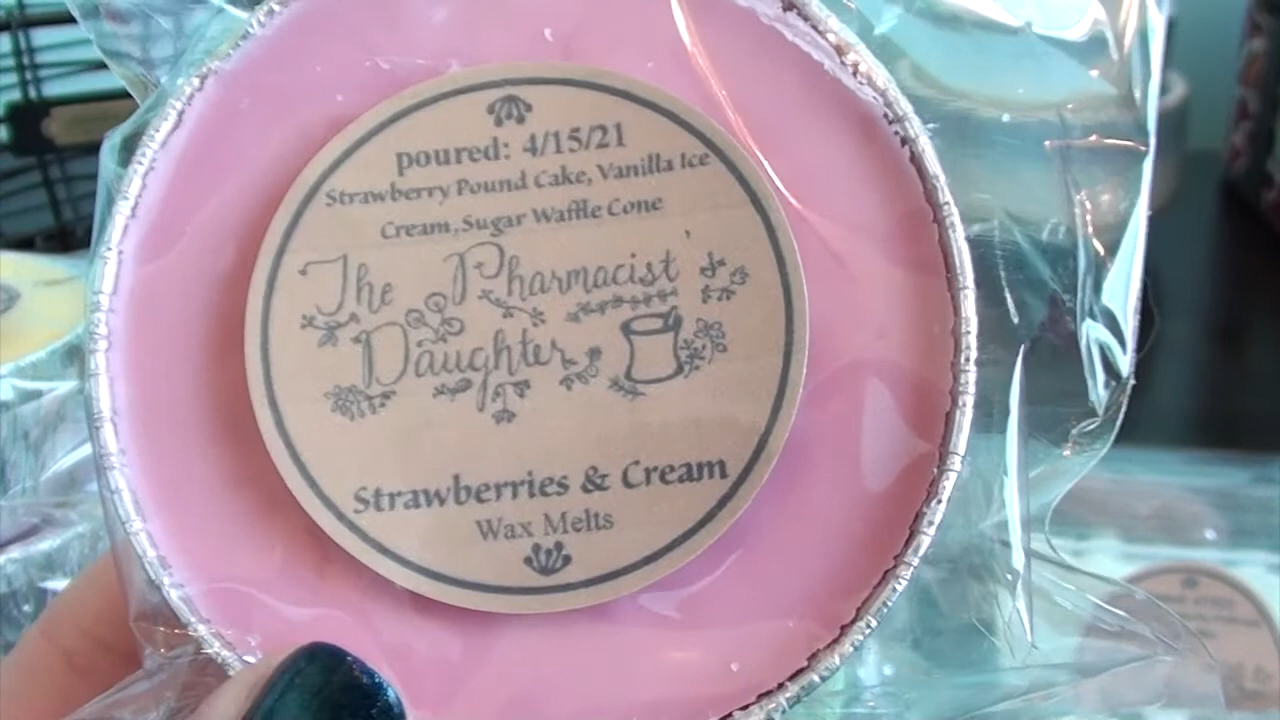 poured: 4/15/21
Strawberry Pound Cake, Vanilla Ice
Cream, Sugar Waffle Cone
The Pharmacist
Daughter
Strawberries & Cream
Wax Melts